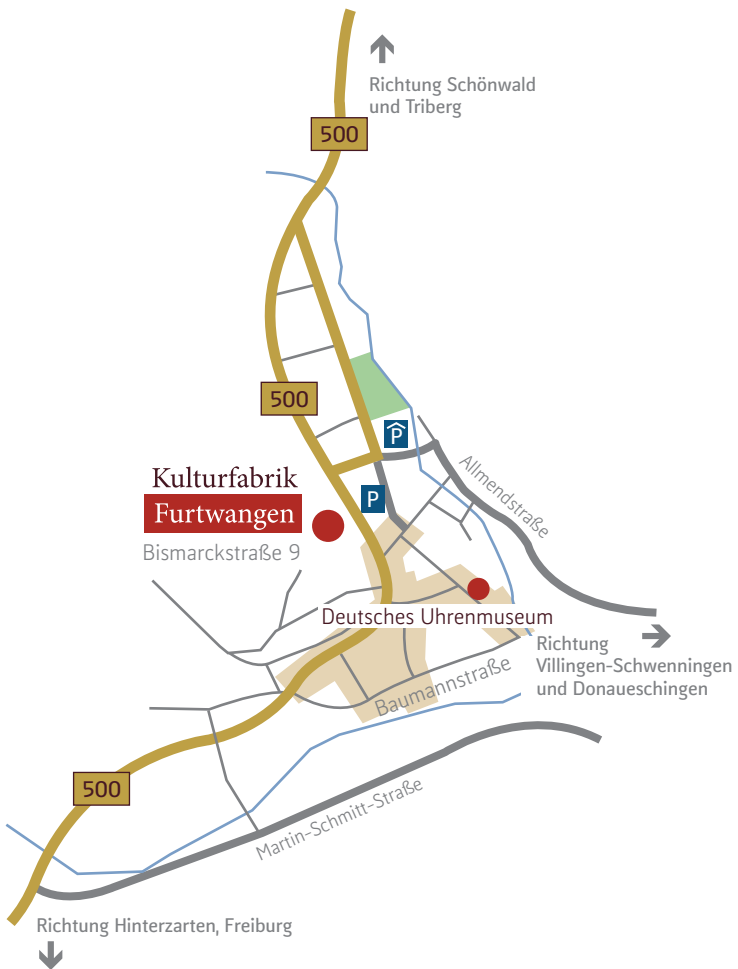 Richtung Schönwald
und Triberg
500
500
P
Kulturfabrik
Furtwangen
Bismarckstraße 9
P
Allmendstraße
Deutsches Uhrenmuseum
Richtung
Villingen-Schwenningen
und Donaueschingen
Baumannstraße
500
Martin-Schmitt-Straße
Richtung Hinterzarten, Freiburg